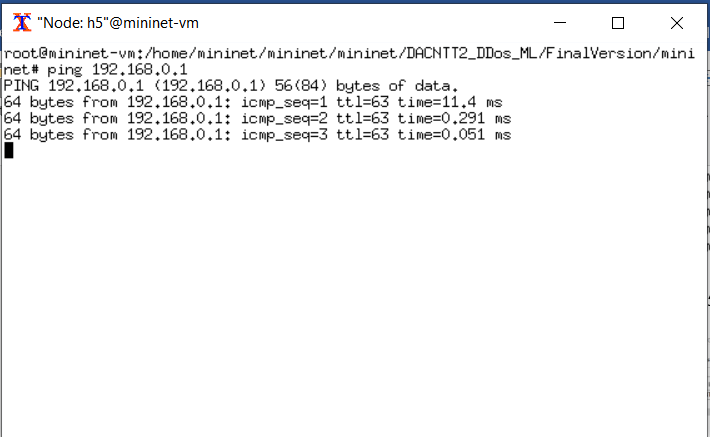 "Node: h5"@mininet-vm
root@mininet-vm:/home/mininet/mininet/mininet/DACNTT2_DDos_ML/FinalVersion/mini
net# ping 192.168.0.1
PING 192.168.0.1 (192.168.0.1) 56(84) bytes of data.
64 bytes from 192.168.0.1: icmp_seq=1 ttl=63 time=11.4 ms
64 bytes from 192.168.0.1: icmp_seq=2 ttl=63 time=0.291 ms
64 bytes from 192.168.0.1: icmp_seq=3 ttl=63 time=0.051 ms